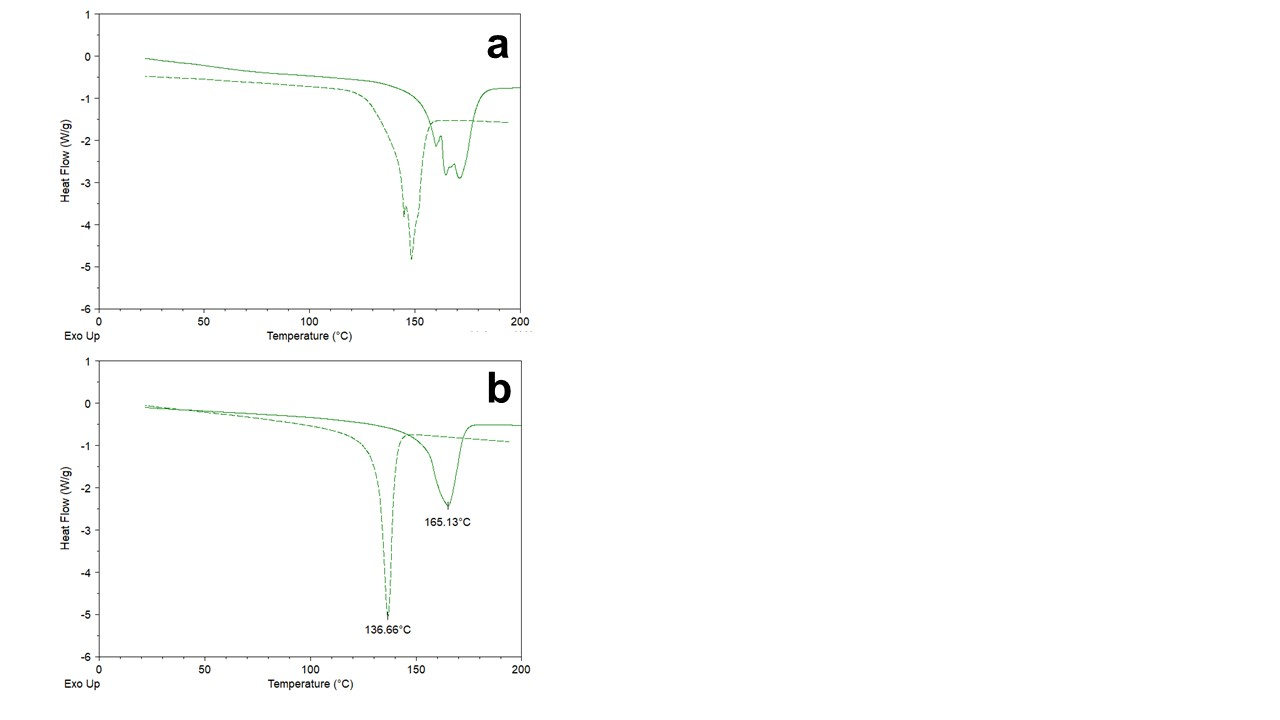 a
1
0
-1
-2
-3
-4
-5
-6
Heat Flow (W/g)
0 50 100 150 200
Exo Up Temperature (°C)
b
1
0
-1
-2
-3
-4
-5
-6
Heat Flow (W/g)
165.13°C
136.66°C
0 50 100 150 200
Exo Up Temperature (°C)